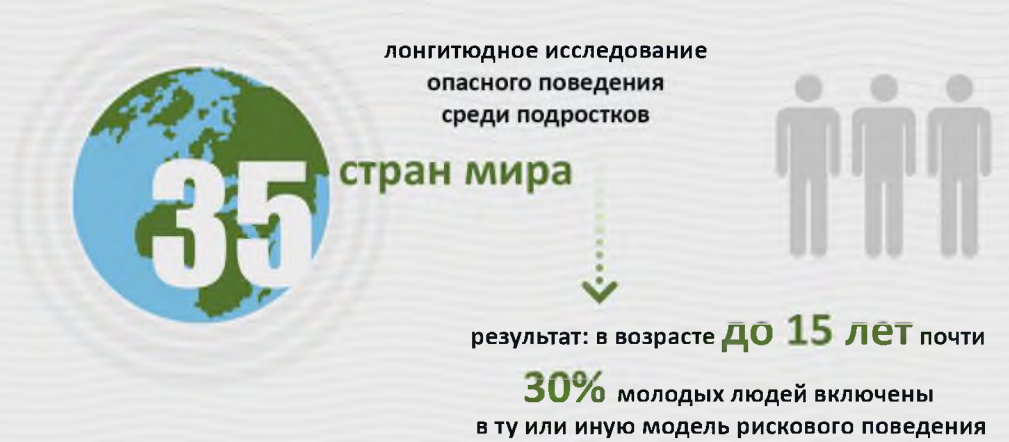 лонгитюдное исследование
опасного поведения
среди подростков
35 стран мира
результат: в возрасте до 15 лет почти
30% молодых людей включены
в ту или иную модель рискового поведения